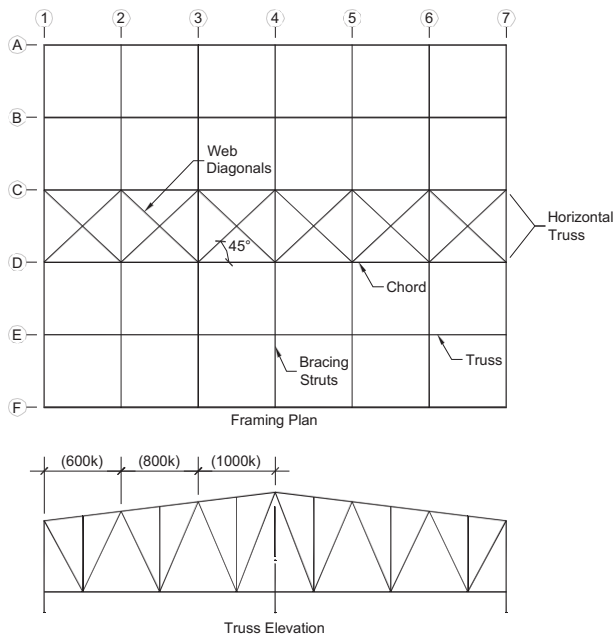 1 2 3 4 5 6 7
A
B
Web
Diagonals
C
Horizontal
Truss
45°
D
Chord
E
Bracing
Struts
Truss
F
Framing Plan
(600k) (800k) (1000k)
Truss Elevation